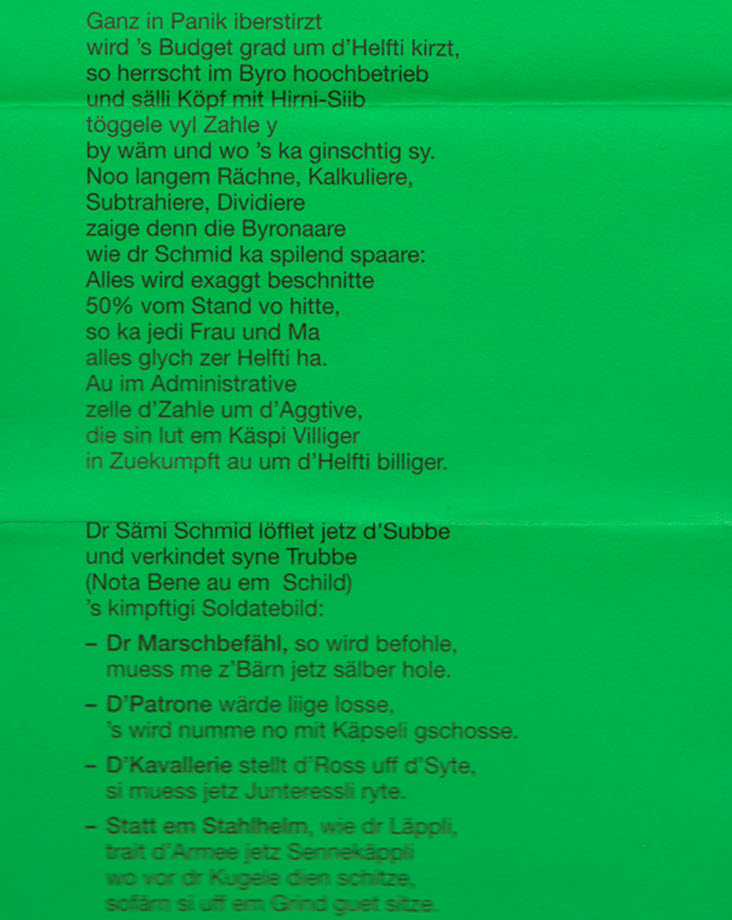 Ganz in Panik iberstirzt
wird ’s Budget grad um d’Helfti kirzt,
so herrscht im Byro hoochbetrieb
und sälli Köpf mit Hirni-Siib
töggele vyl Zahle y
by wäm und wo ’s ka ginschtig sy.
Noo langem Rächne, Kalkuliere,
Subtrahiere, Dividiere
zaige denn die Byronaare
wie dr Schmid ka spilend spaare:
Alles wird exaggt beschnitte
50% vom Stand vo hitte,
so ka jedi Frau und Ma
alles glych zer Helfti ha.
Au im Administrative
zelle d’Zahle um d’Aggtive,
die sin lut em Käspi Villiger
in Zuekumpft au um d’Helfti billiger.
Dr Sämi Schmid löfflet jetz d’Subbe
und verkindet syne Trubbe
(Nota Bene au em Schild)
’s kimpftigi Soldatebild:
– Dr Marschbefähl, so wird befohle,
muess me z’Bärn jetz sälber hole.
– D’Patrone wärde liige losse,
’s wird numme no mit Käpseli gschosse.
– D’Kavallerie stellt d’Ross uff d’Syte,
si muess jetz Junteressli ryte.
– Statt em Stahlhelm, wie dr Läppli,
trait d’Armee jetz Sennekäppli
wo vor dr Kugele dien schitze,
sofärn si uff em Grind guet sitze.